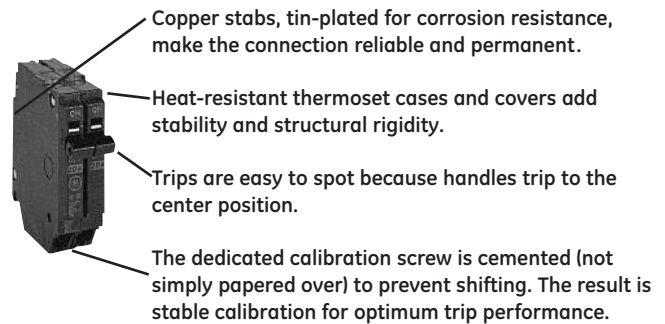 Copper stabs, tin-plated for corrosion resistance,
make the connection reliable and permanent.
Heat-resistant thermoset cases and covers add
stability and structural rigidity.
ON ON
Trips are easy to spot because handles trip to the
center position.
The dedicated calibration screw is cemented (not
simply papered over) to prevent shifting. The result is
stable calibration for optimum trip performance.